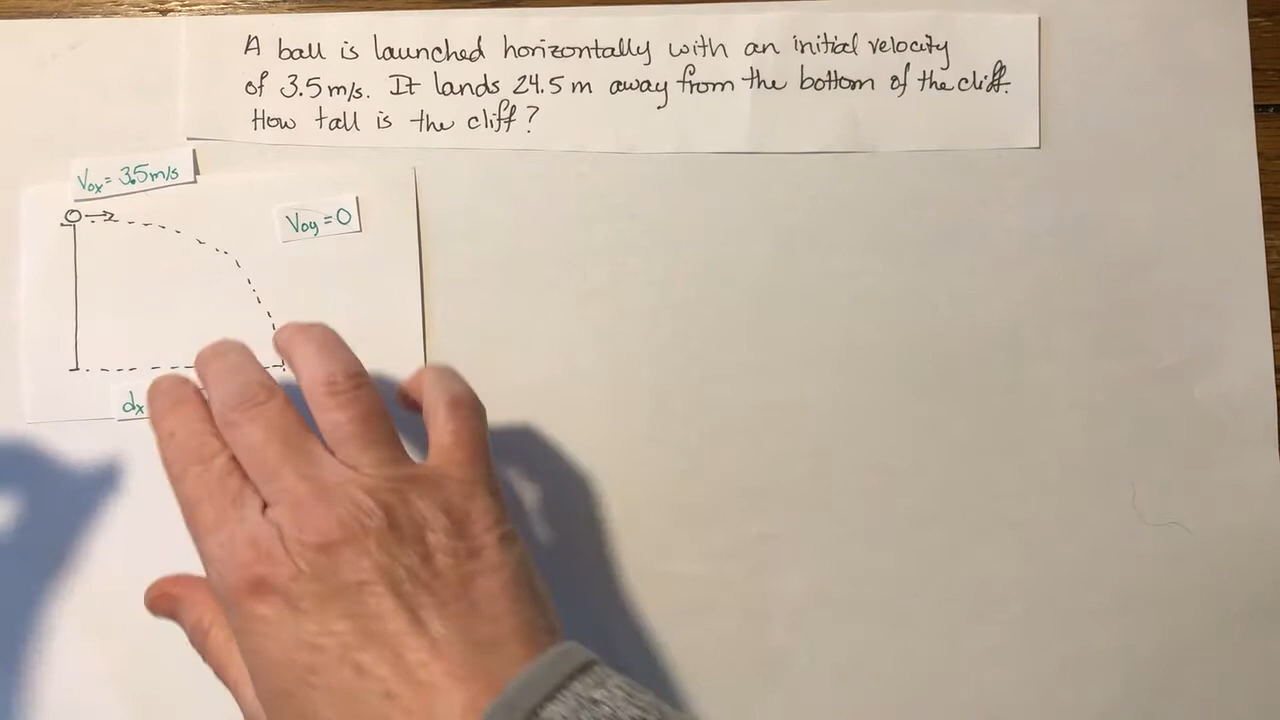 A ball is launched horizontally with an initial velocity
of 3.5 m/s. It lands 24.5 m away from the bottom of the cliff.
How tall is the cliff?
Vox = 3.5m/s
Voy = 0
dx